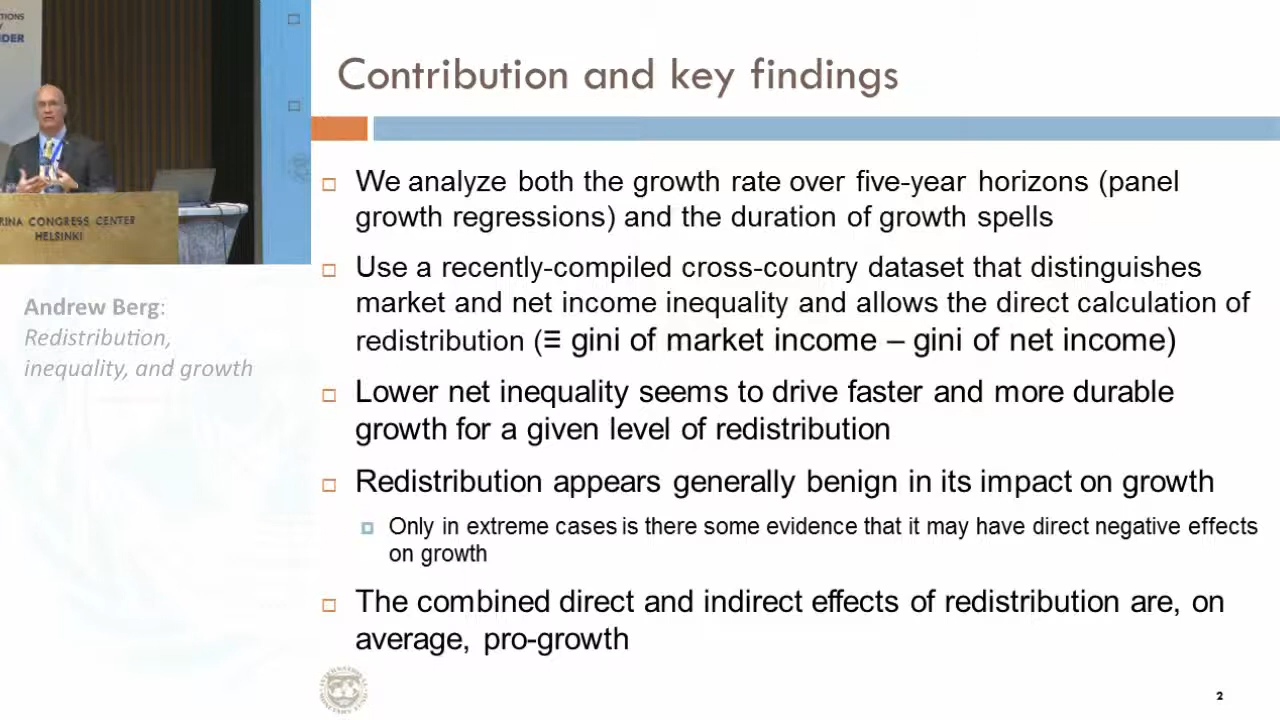 TIONS
Y
NDER
RINA CONGRESS CENTER
HELSINKI
Andrew Berg:
Redistribution,
inequality, and growth
Contribution and key findings
We analyze both the growth rate over five-year horizons (panel
growth regressions) and the duration of growth spells
Use a recently-compiled cross-country dataset that distinguishes
market and net income inequality and allows the direct calculation of
redistribution (≡ gini of market income – gini of net income)
Lower net inequality seems to drive faster and more durable
growth for a given level of redistribution
Redistribution appears generally benign in its impact on growth
Only in extreme cases is there some evidence that it may have direct negative effects
on growth
The combined direct and indirect effects of redistribution are, on
average, pro-growth
INTERNATIONAL
MONETARY FUND
2